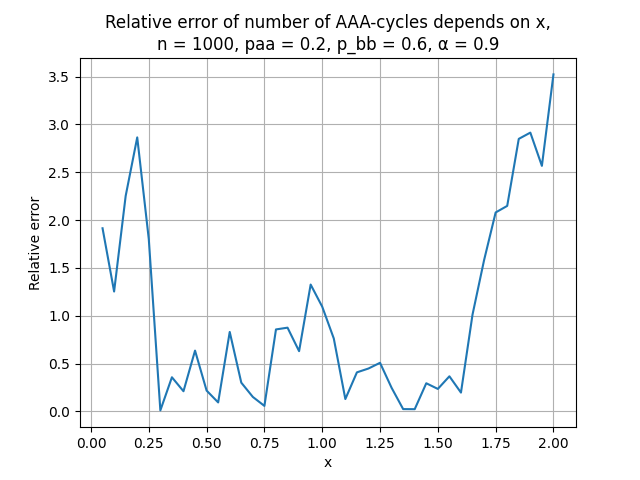 Relative error of number of AAA-cycles depends on x,
n = 1000, paa = 0.2, p_bb = 0.6, α = 0.9
3.5
3.0
2.5
2.0
1.5
1.0
0.5
0.0
Relative error
0.00 0.25 0.50 0.75 1.00 1.25 1.50 1.75 2.00
x